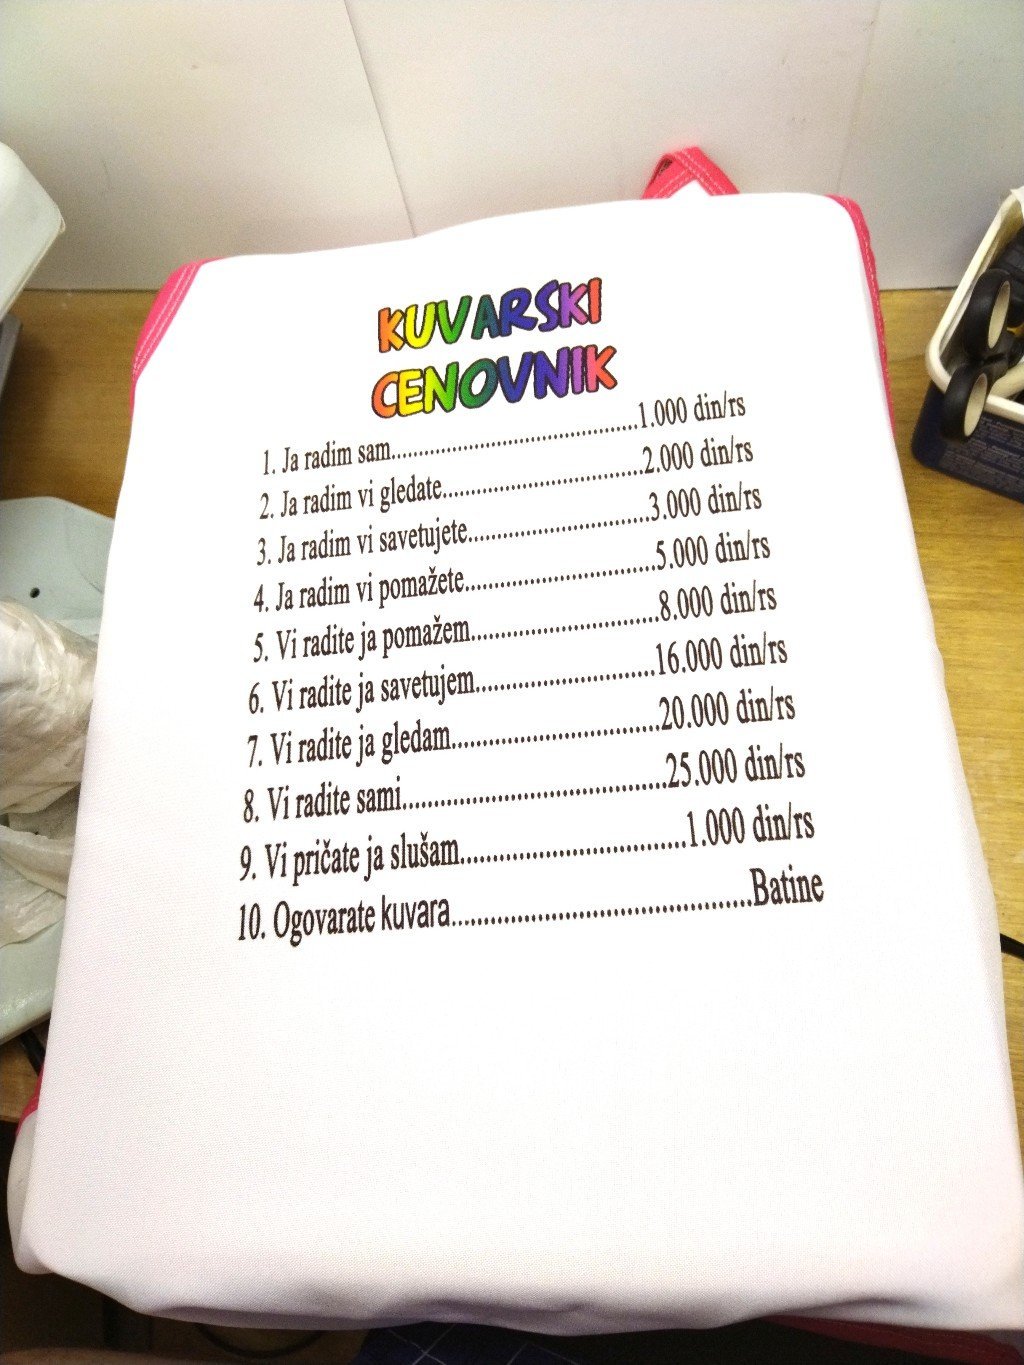 KUVARSKI
CENOVNIK
1. Ja radim sam............................................1.000 din/rs
2. Ja radim vi gledate....................................2.000 din/rs
3. Ja radim vi savetujete................................3.000 din/rs
4. Ja radim vi pomažete.................................5.000 din/rs
5. Vi radite ja pomažem................................8.000 din/rs
6. Vi radite ja savetujem..............................16.000 din/rs
7. Vi radite ja gledam...................................20.000 din/rs
8. Vi radite sami............................................25.000 din/rs
9. Vi pričate ja slušam.....................................1.000 din/rs
10. Ogovarate kuvara.................................................Batine